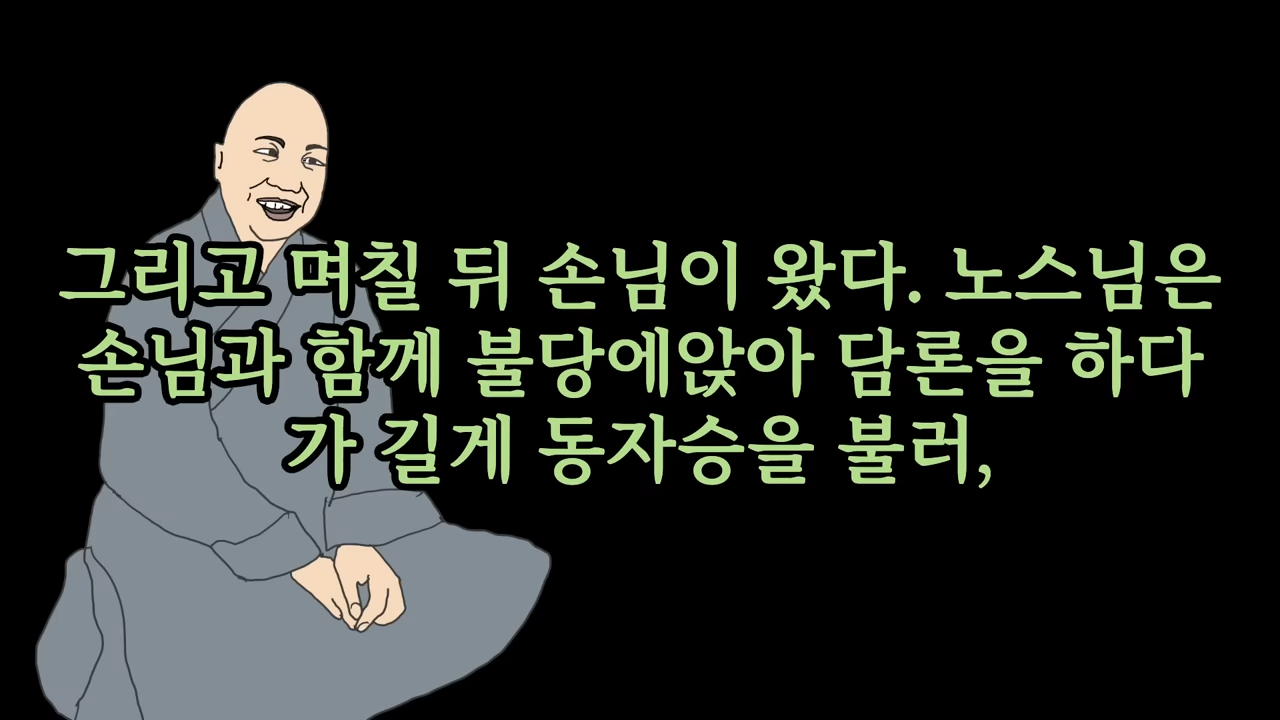 그리고 며칠 뒤 손님이 왔다. 노스님은
손님과 함께 불당에앉아 담론을 하다
가 길게 동자승을 불러,